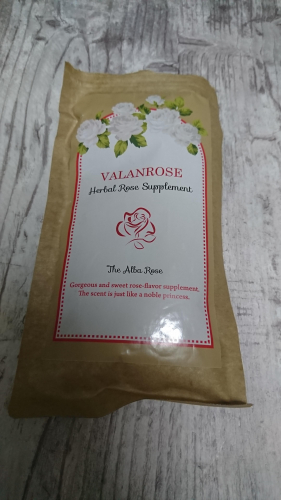 VALANROSE
Herbal Rose Supplement
The Alba Rose
Gorgeous and sweet rose-flavor supplement.
The scent is just like a noble princess.